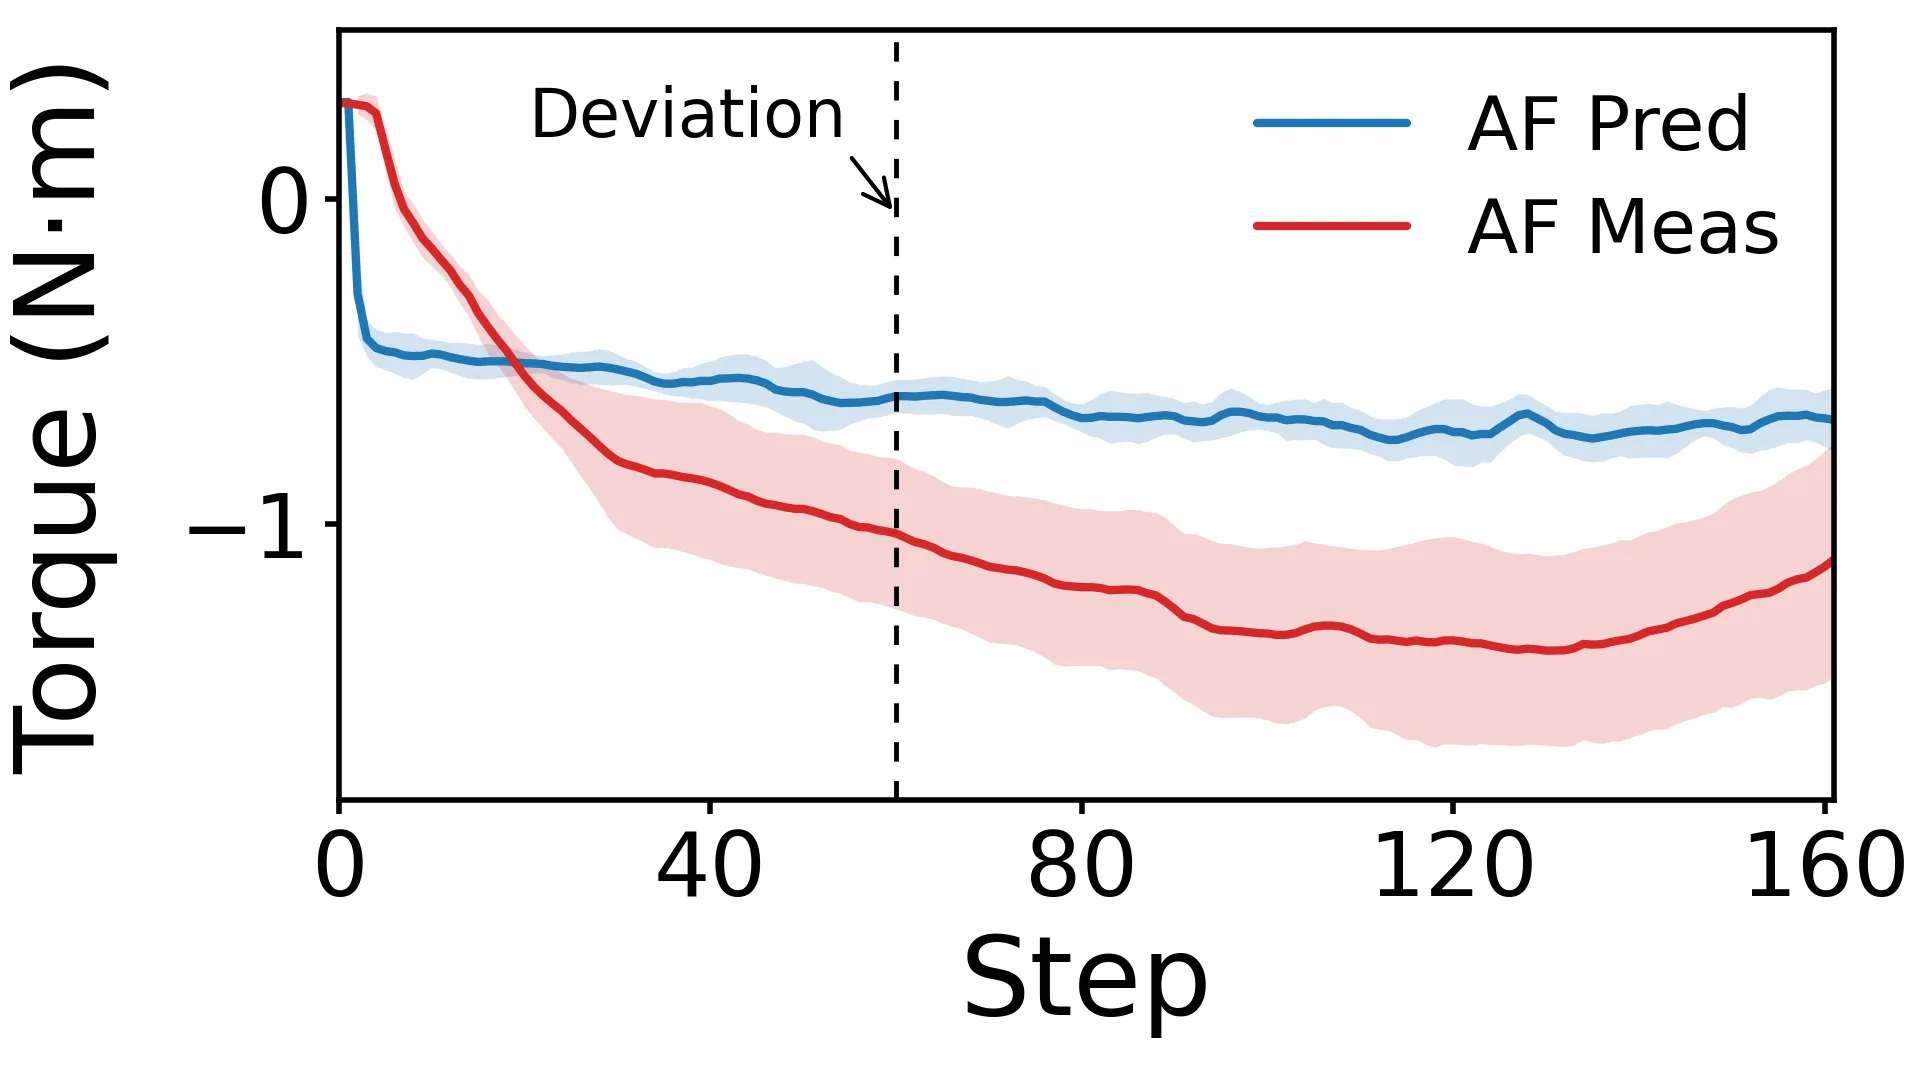 Torque (N·m)
Deviation
AF Pred
AF Meas
0
−1
0
40
80
120
160
Step